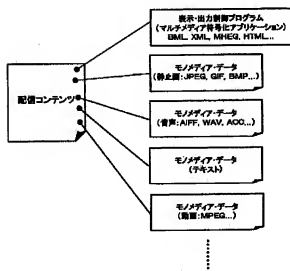 配信コンテンツ
表示・出力制御プログラム
(マルチメディア符号化アプリケーション)
BML, XML, MHEG, HTML...
モノメディア・データ
(静止画:JPEG, GIF, BMP...)
モノメディア・データ
(音声:AIFF, WAV, ACC...)
モノメディア・データ
(テキスト)
モノメディア・データ
(動画:MPEG...)